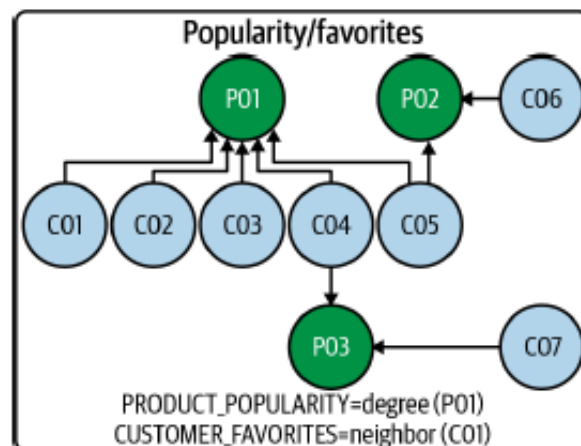 Popularity/favorites
P01
P02
C06
C01
C02
C03
C04
C05
P03
C07
PRODUCT_POPULARITY=degree (P01)
CUSTOMER_FAVORITES=neighbor (C01)